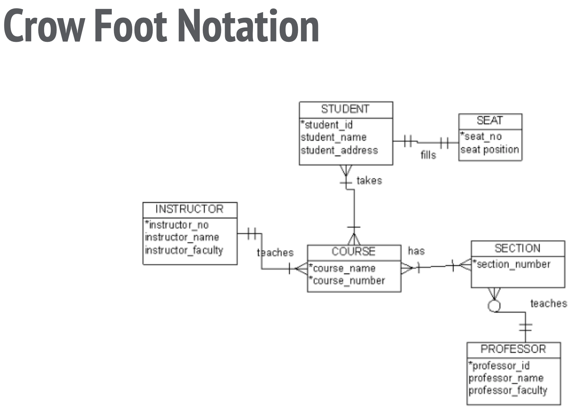 Crow Foot Notation
STUDENT
*student_id
student_name
student_address
SEAT
*seat_no
seat position
fills
takes
INSTRUCTOR
*instructor_no
instructor_name
instructor_faculty
teaches
COURSE
*course_name
*course_number
has
SECTION
*section_number
teaches
PROFESSOR
*professor_id
professor_name
professor_faculty